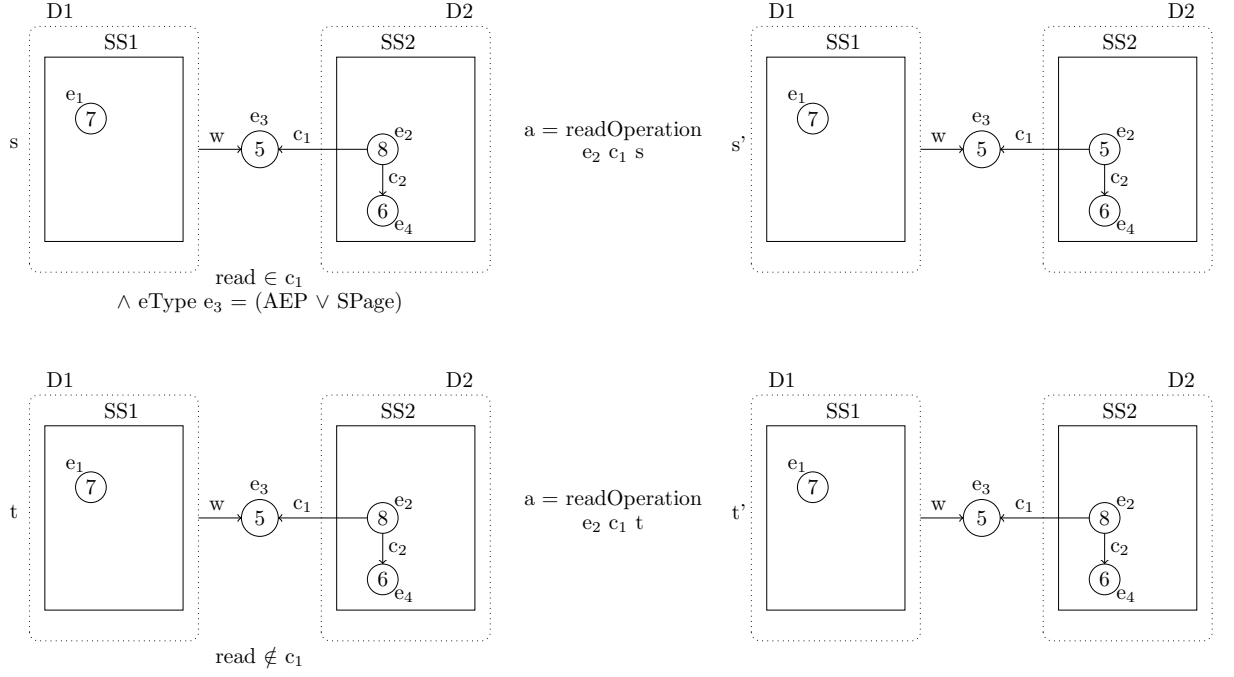 D1 D2 D1 D2
SS1 SS2 SS1 SS2
e1 e3 e2 e1 e3 e2
7 w 5 c1 8 7 w 5 c1 5
s a = readOperation s'
e2 c1 s
c2 c2
6 e4 6 e4
read ∈ c1
∧ eType e3 = (AEP ∨ SPage)
D1 D2 D1 D2
SS1 SS2 SS1 SS2
e1 e3 e2 e1 e3 e2
7 w 5 c1 8 7 w 5 c1 8
t a = readOperation t'
e2 c1 t
c2 c2
6 e4 6 e4
read ∉ c1